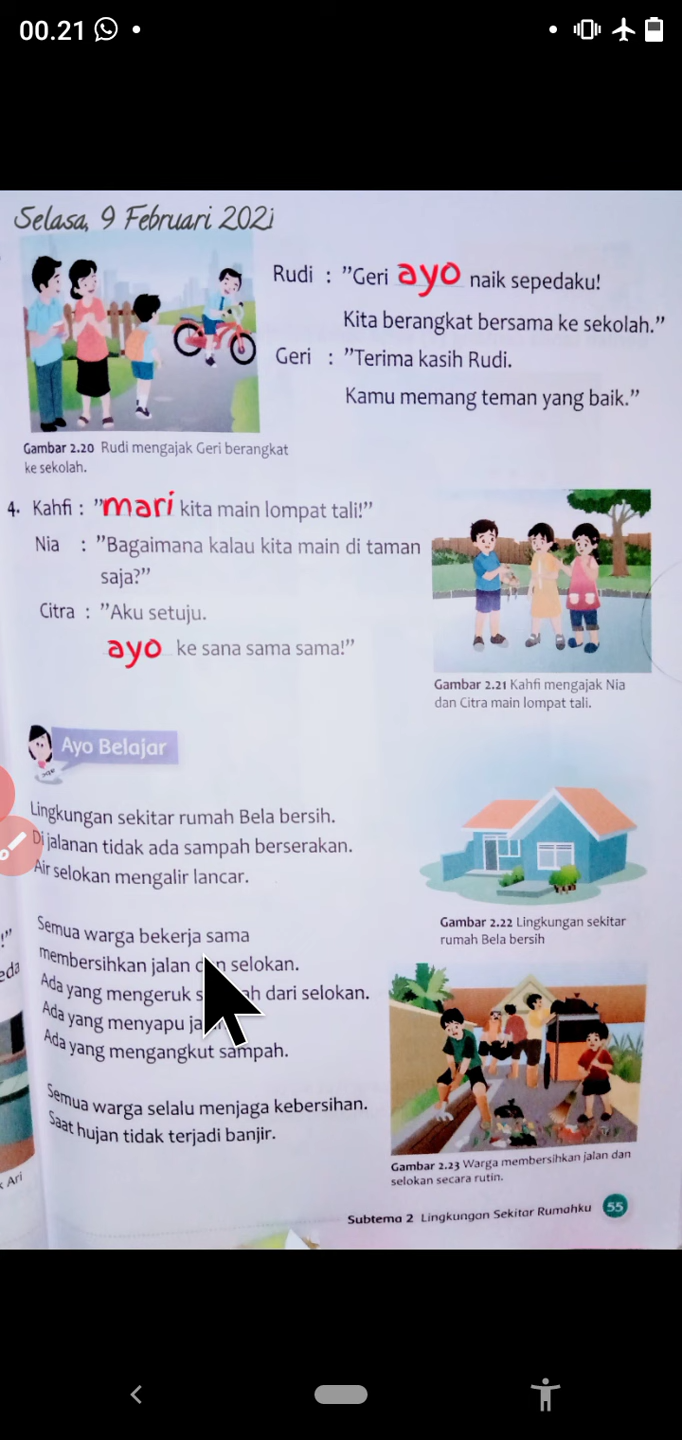 00.21
Selasa, 9 Februari 2021
Rudi : "Geri ayo naik sepedaku!
Kita berangkat bersama ke sekolah."
Geri : "Terima kasih Rudi.
Kamu memang teman yang baik."
Gambar 2.20 Rudi mengajak Geri berangkat
ke sekolah.
4. Kahfi : "mari kita main lompat tali!"
Nia : "Bagaimana kalau kita main di taman
saja?"
Citra : "Aku setuju.
ayo ke sana sama sama!"
Gambar 2.21 Kahfi mengajak Nia
dan Citra main lompat tali.
Ayo Belajar
Lingkungan sekitar rumah Bela bersih.
Di jalanan tidak ada sampah berserakan.
Air selokan mengalir lancar.
Gambar 2.22 Lingkungan sekitar
rumah Bela bersih
Semua warga bekerja sama
membersihkan jalan dan selokan.
Ada yang mengeruk dari selokan.
Ada yang menyapu
Ada yang mengangkut sampah.
Semua warga selalu menjaga kebersihan.
Saat hujan tidak terjadi banjir.
Gambar 2.23 Warga membersihkan jalan dan
selokan secara rutin.
!"
Ari
Subtema 2 Lingkungan Sekitar Rumahku 55